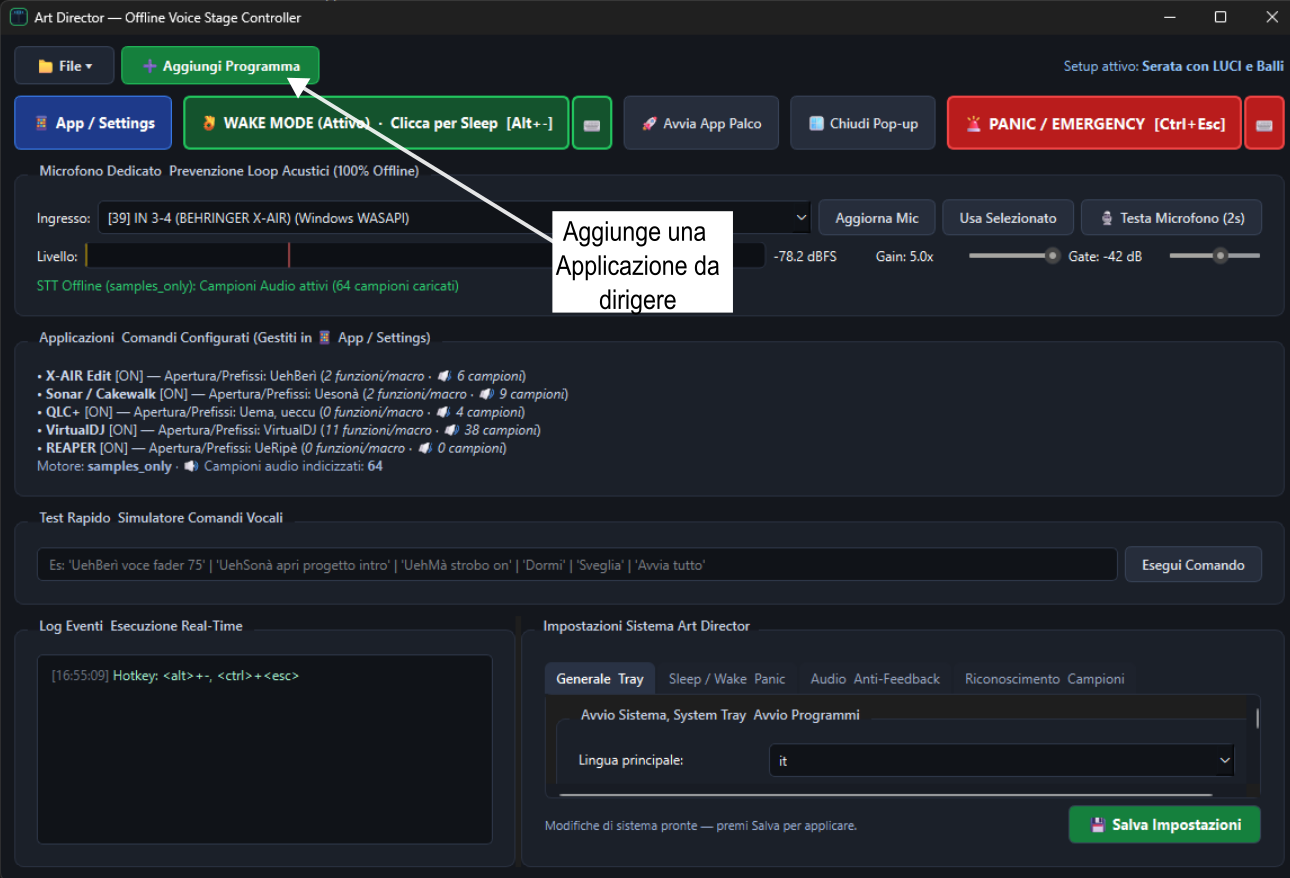 Art Director — Offline Voice Stage Controller
File ▾
Aggiungi Programma
Setup attivo: Serata con LUCI e Balli
App / Settings
WAKE MODE (Attivo) · Clicca per Sleep [Alt+-]
Avvia App Palco
Chiudi Pop-up
PANIC / EMERGENCY [Ctrl+Esc]
Microfono Dedicato Prevenzione Loop Acustici (100% Offline)
Ingresso: [39] IN 3-4 (BEHRINGER X-AIR) (Windows WASAPI)
Aggiorna Mic
Usa Selezionato
Testa Microfono (2s)
Livello:
-78.2 dBFS
Gain: 5.0x
Gate: -42 dB
Aggiunge una
Applicazione da
dirigere
STT Offline (samples_only): Campioni Audio attivi (64 campioni caricati)
Applicazioni Comandi Configurati (Gestiti in App / Settings)
• X-AIR Edit [ON] — Apertura/Prefissi: UehBerì (2 funzioni/macro · 6 campioni)
• Sonar / Cakewalk [ON] — Apertura/Prefissi: Uesonà (2 funzioni/macro · 9 campioni)
• QLC+ [ON] — Apertura/Prefissi: Uema, ueccu (0 funzioni/macro · 4 campioni)
• VirtualDJ [ON] — Apertura/Prefissi: VirtualDJ (11 funzioni/macro · 38 campioni)
• REAPER [ON] — Apertura/Prefissi: UeRipè (0 funzioni/macro · 0 campioni)
Motore: samples_only · Campioni audio indicizzati: 64
Test Rapido Simulatore Comandi Vocali
Es: 'UehBerì voce fader 75' | 'UehSonà apri progetto intro' | 'UehMà strobo on' | 'Dormi' | 'Sveglia' | 'Avvia tutto'
Esegui Comando
Log Eventi Esecuzione Real-Time
[16:55:09] Hotkey: <alt>+-, <ctrl>+<esc>
Impostazioni Sistema Art Director
Generale Tray
Sleep / Wake Panic
Audio Anti-Feedback
Riconoscimento Campioni
Avvio Sistema, System Tray Avvio Programmi
Lingua principale: it
Modifiche di sistema pronte — premi Salva per applicare.
Salva Impostazioni